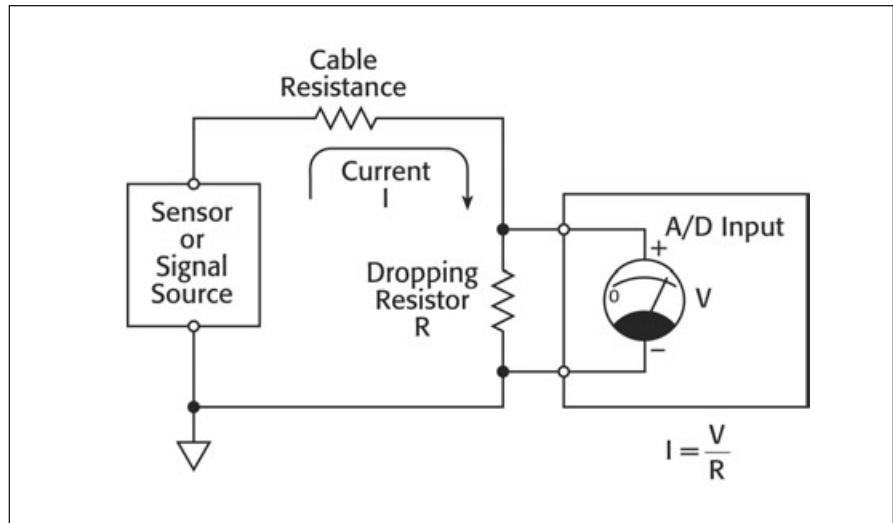 Cable
Resistance
Current
I
Sensor
or
Signal
Source
Dropping
Resistor
R
A/D Input
+
0
V
−
I = V/R